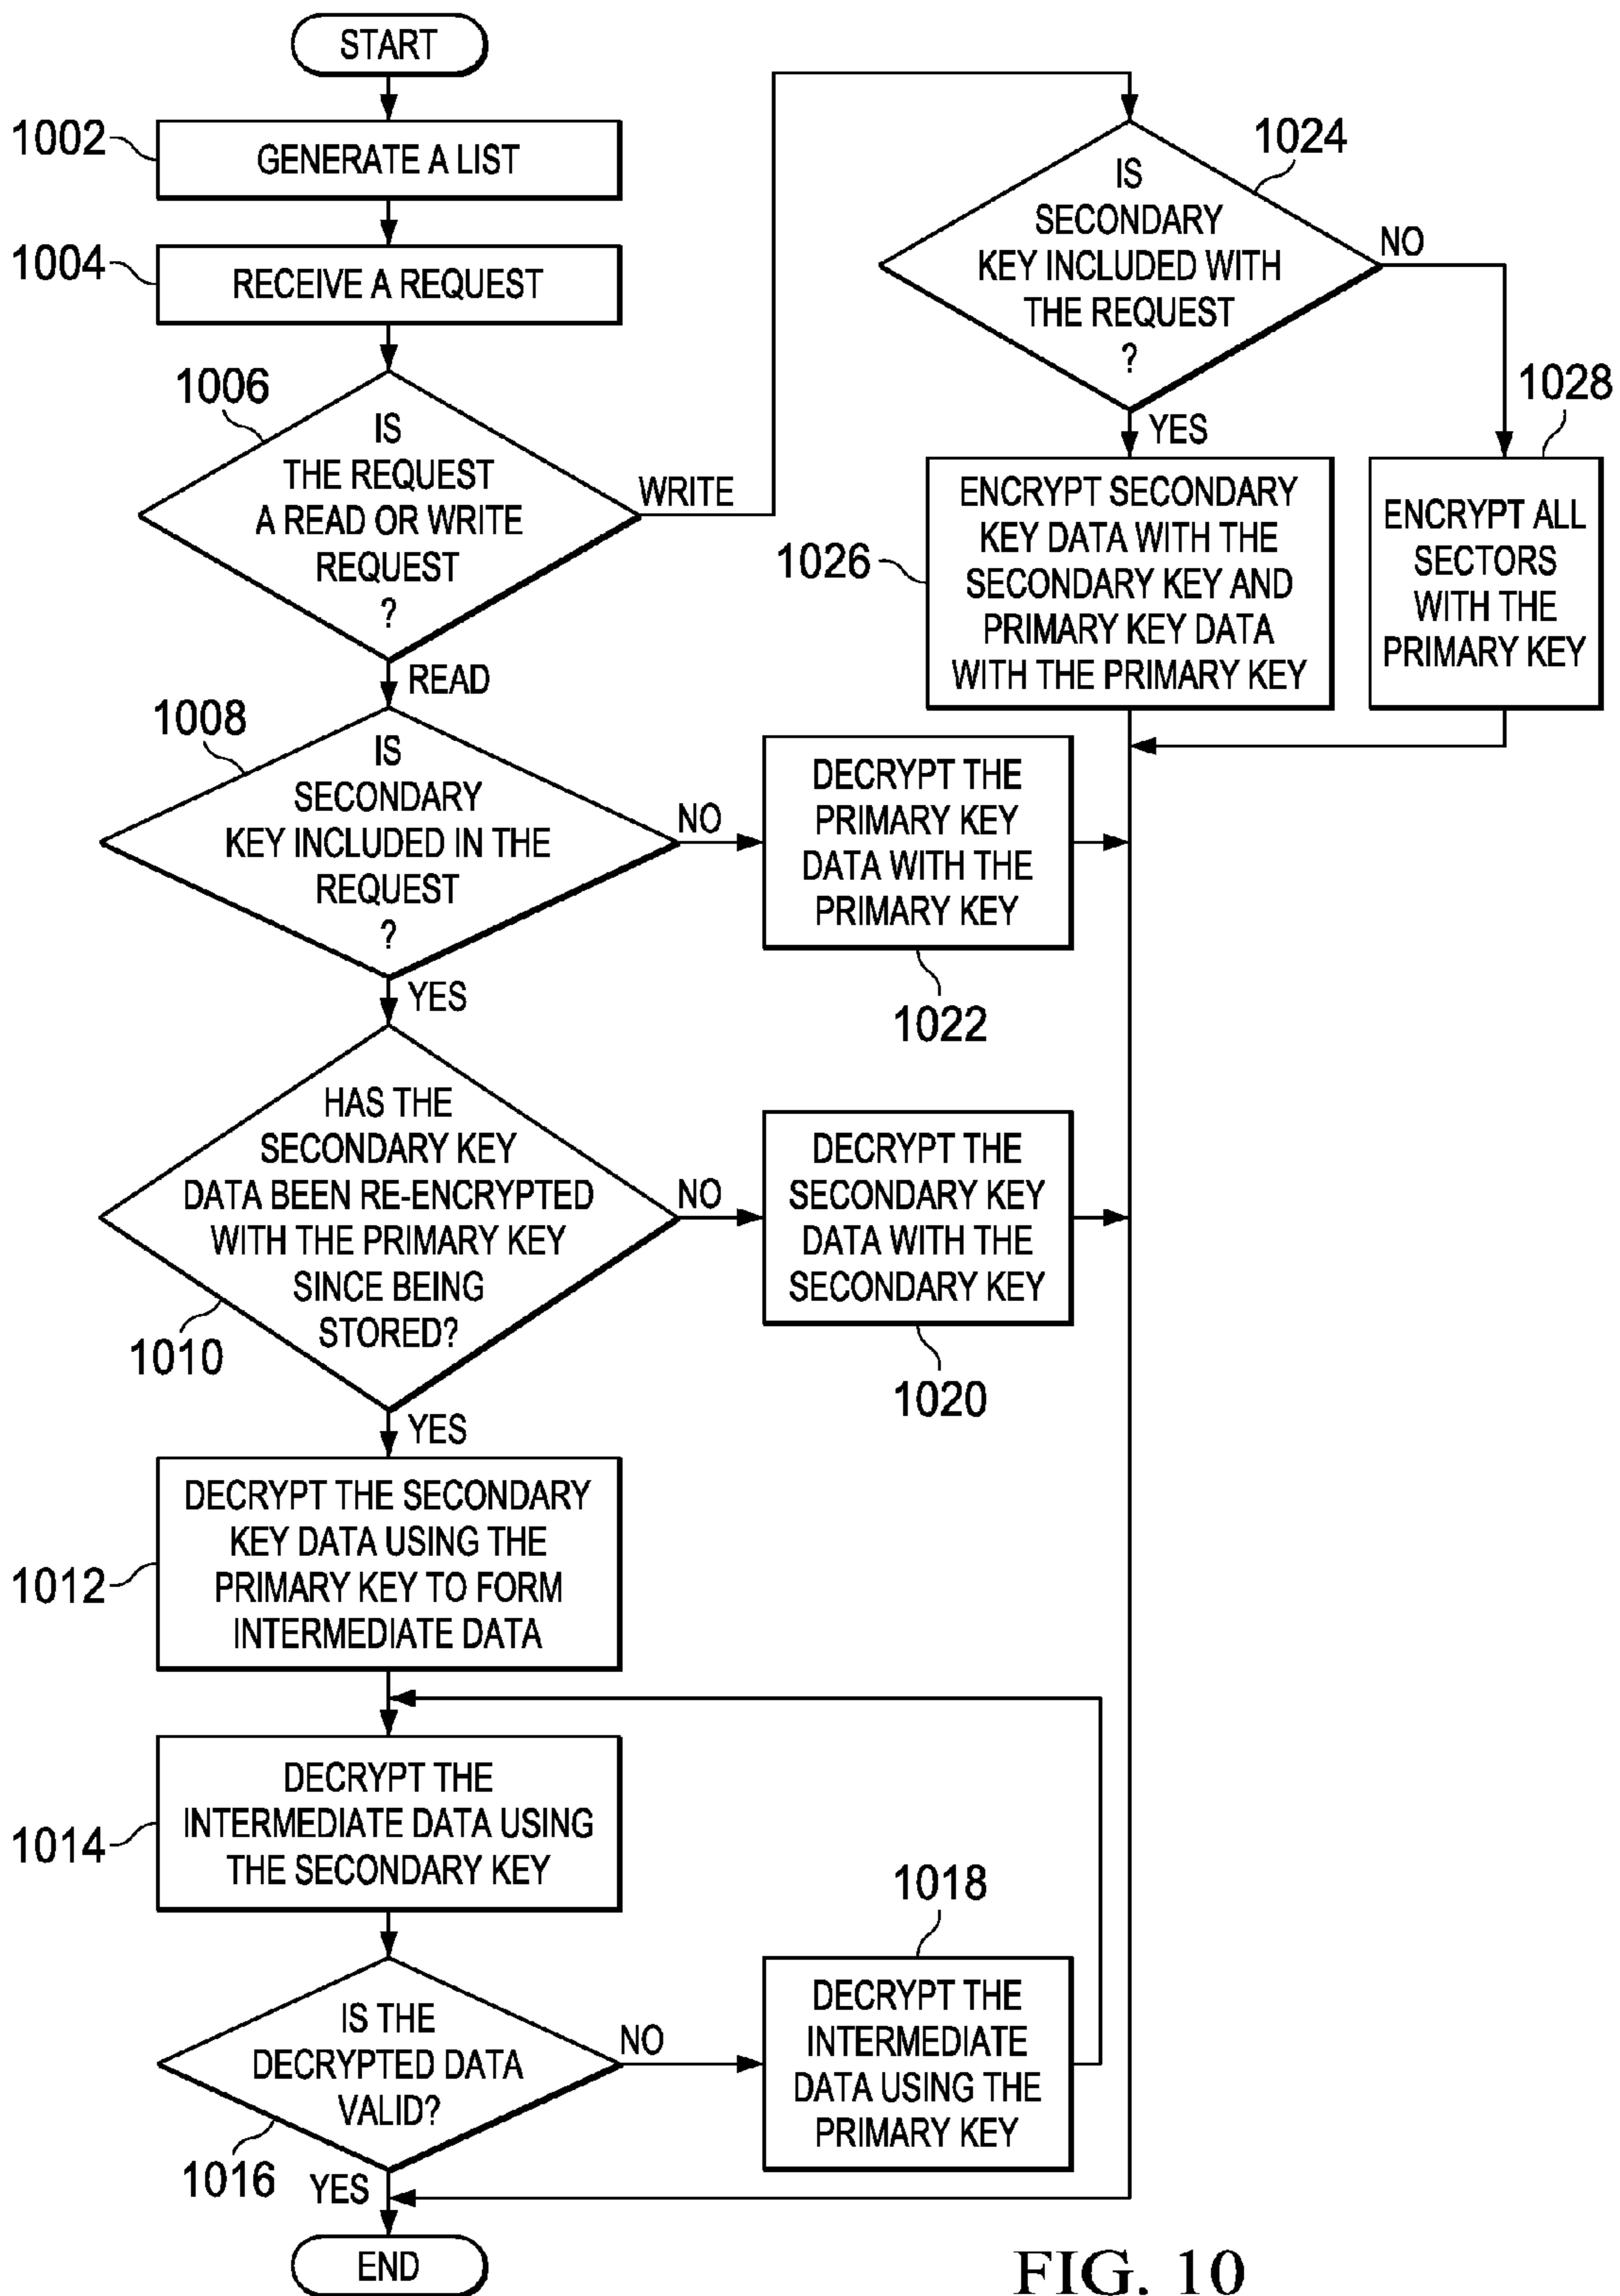 START
1002
GENERATE A LIST
1004
RECEIVE A REQUEST
1006
IS
THE REQUEST
A READ OR WRITE
REQUEST
?
WRITE
READ
1024
IS
SECONDARY
KEY INCLUDED WITH
THE REQUEST
?
NO
YES
1026
ENCRYPT SECONDARY
KEY DATA WITH THE
SECONDARY KEY AND
PRIMARY KEY DATA
WITH THE PRIMARY KEY
1028
ENCRYPT ALL
SECTORS
WITH THE
PRIMARY KEY
1008
IS
SECONDARY
KEY INCLUDED IN THE
REQUEST
?
NO
DECRYPT THE
PRIMARY KEY
DATA WITH THE
PRIMARY KEY
1022
YES
HAS THE
SECONDARY KEY
DATA BEEN RE-ENCRYPTED
WITH THE PRIMARY KEY
SINCE BEING
STORED?
1010
NO
DECRYPT THE
SECONDARY KEY
DATA WITH THE
SECONDARY KEY
1020
YES
1012
DECRYPT THE SECONDARY
KEY DATA USING THE
PRIMARY KEY TO FORM
INTERMEDIATE DATA
1014
DECRYPT THE
INTERMEDIATE DATA USING
THE SECONDARY KEY
IS THE
DECRYPTED DATA
VALID?
1016
NO
1018
DECRYPT THE
INTERMEDIATE
DATA USING THE
PRIMARY KEY
YES
END
FIG. 10